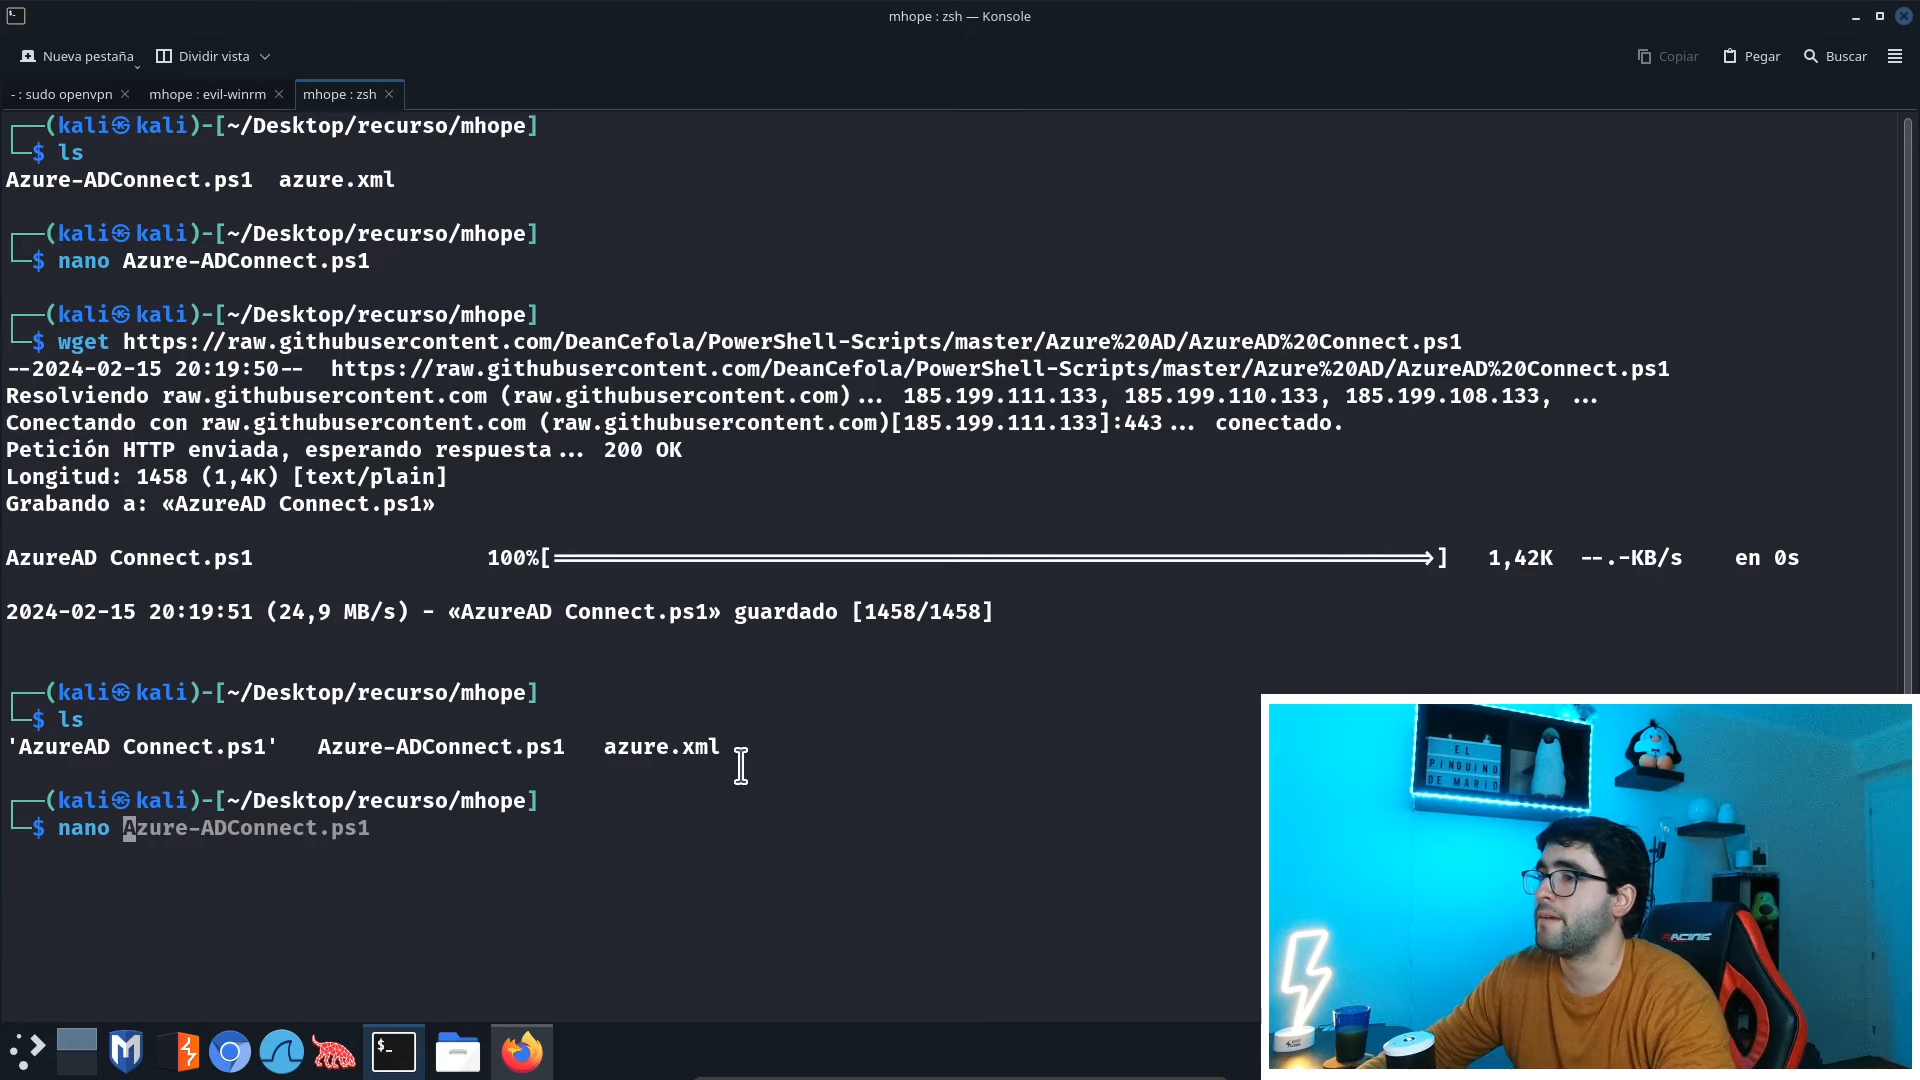 mhope : zsh — Konsole
Nueva pestaña
Dividir vista
Copiar
Pegar
Buscar
- : sudo openvpn
mhope : evil-winrm
mhope : zsh
(kali㉿kali)-[~/Desktop/recurso/mhope]
$ ls
Azure-ADConnect.ps1  azure.xml
(kali㉿kali)-[~/Desktop/recurso/mhope]
$ nano Azure-ADConnect.ps1
(kali㉿kali)-[~/Desktop/recurso/mhope]
$ wget https://raw.githubusercontent.com/DeanCefola/PowerShell-Scripts/master/Azure%20AD/AzureAD%20Connect.ps1
--2024-02-15 20:19:50--  https://raw.githubusercontent.com/DeanCefola/PowerShell-Scripts/master/Azure%20AD/AzureAD%20Connect.ps1
Resolviendo raw.githubusercontent.com (raw.githubusercontent.com)... 185.199.111.133, 185.199.110.133, 185.199.108.133, ...
Conectando con raw.githubusercontent.com (raw.githubusercontent.com)[185.199.111.133]:443... conectado.
Petición HTTP enviada, esperando respuesta... 200 OK
Longitud: 1458 (1,4K) [text/plain]
Grabando a: «AzureAD Connect.ps1»
AzureAD Connect.ps1 100%[==================>] 1,42K --.-KB/s en 0s
2024-02-15 20:19:51 (24,9 MB/s) - «AzureAD Connect.ps1» guardado [1458/1458]
(kali㉿kali)-[~/Desktop/recurso/mhope]
$ ls
'AzureAD Connect.ps1'   Azure-ADConnect.ps1   azure.xml
(kali㉿kali)-[~/Desktop/recurso/mhope]
$ nano Azure-ADConnect.ps1
EL
PINGUINO
DE MARIO
RACING